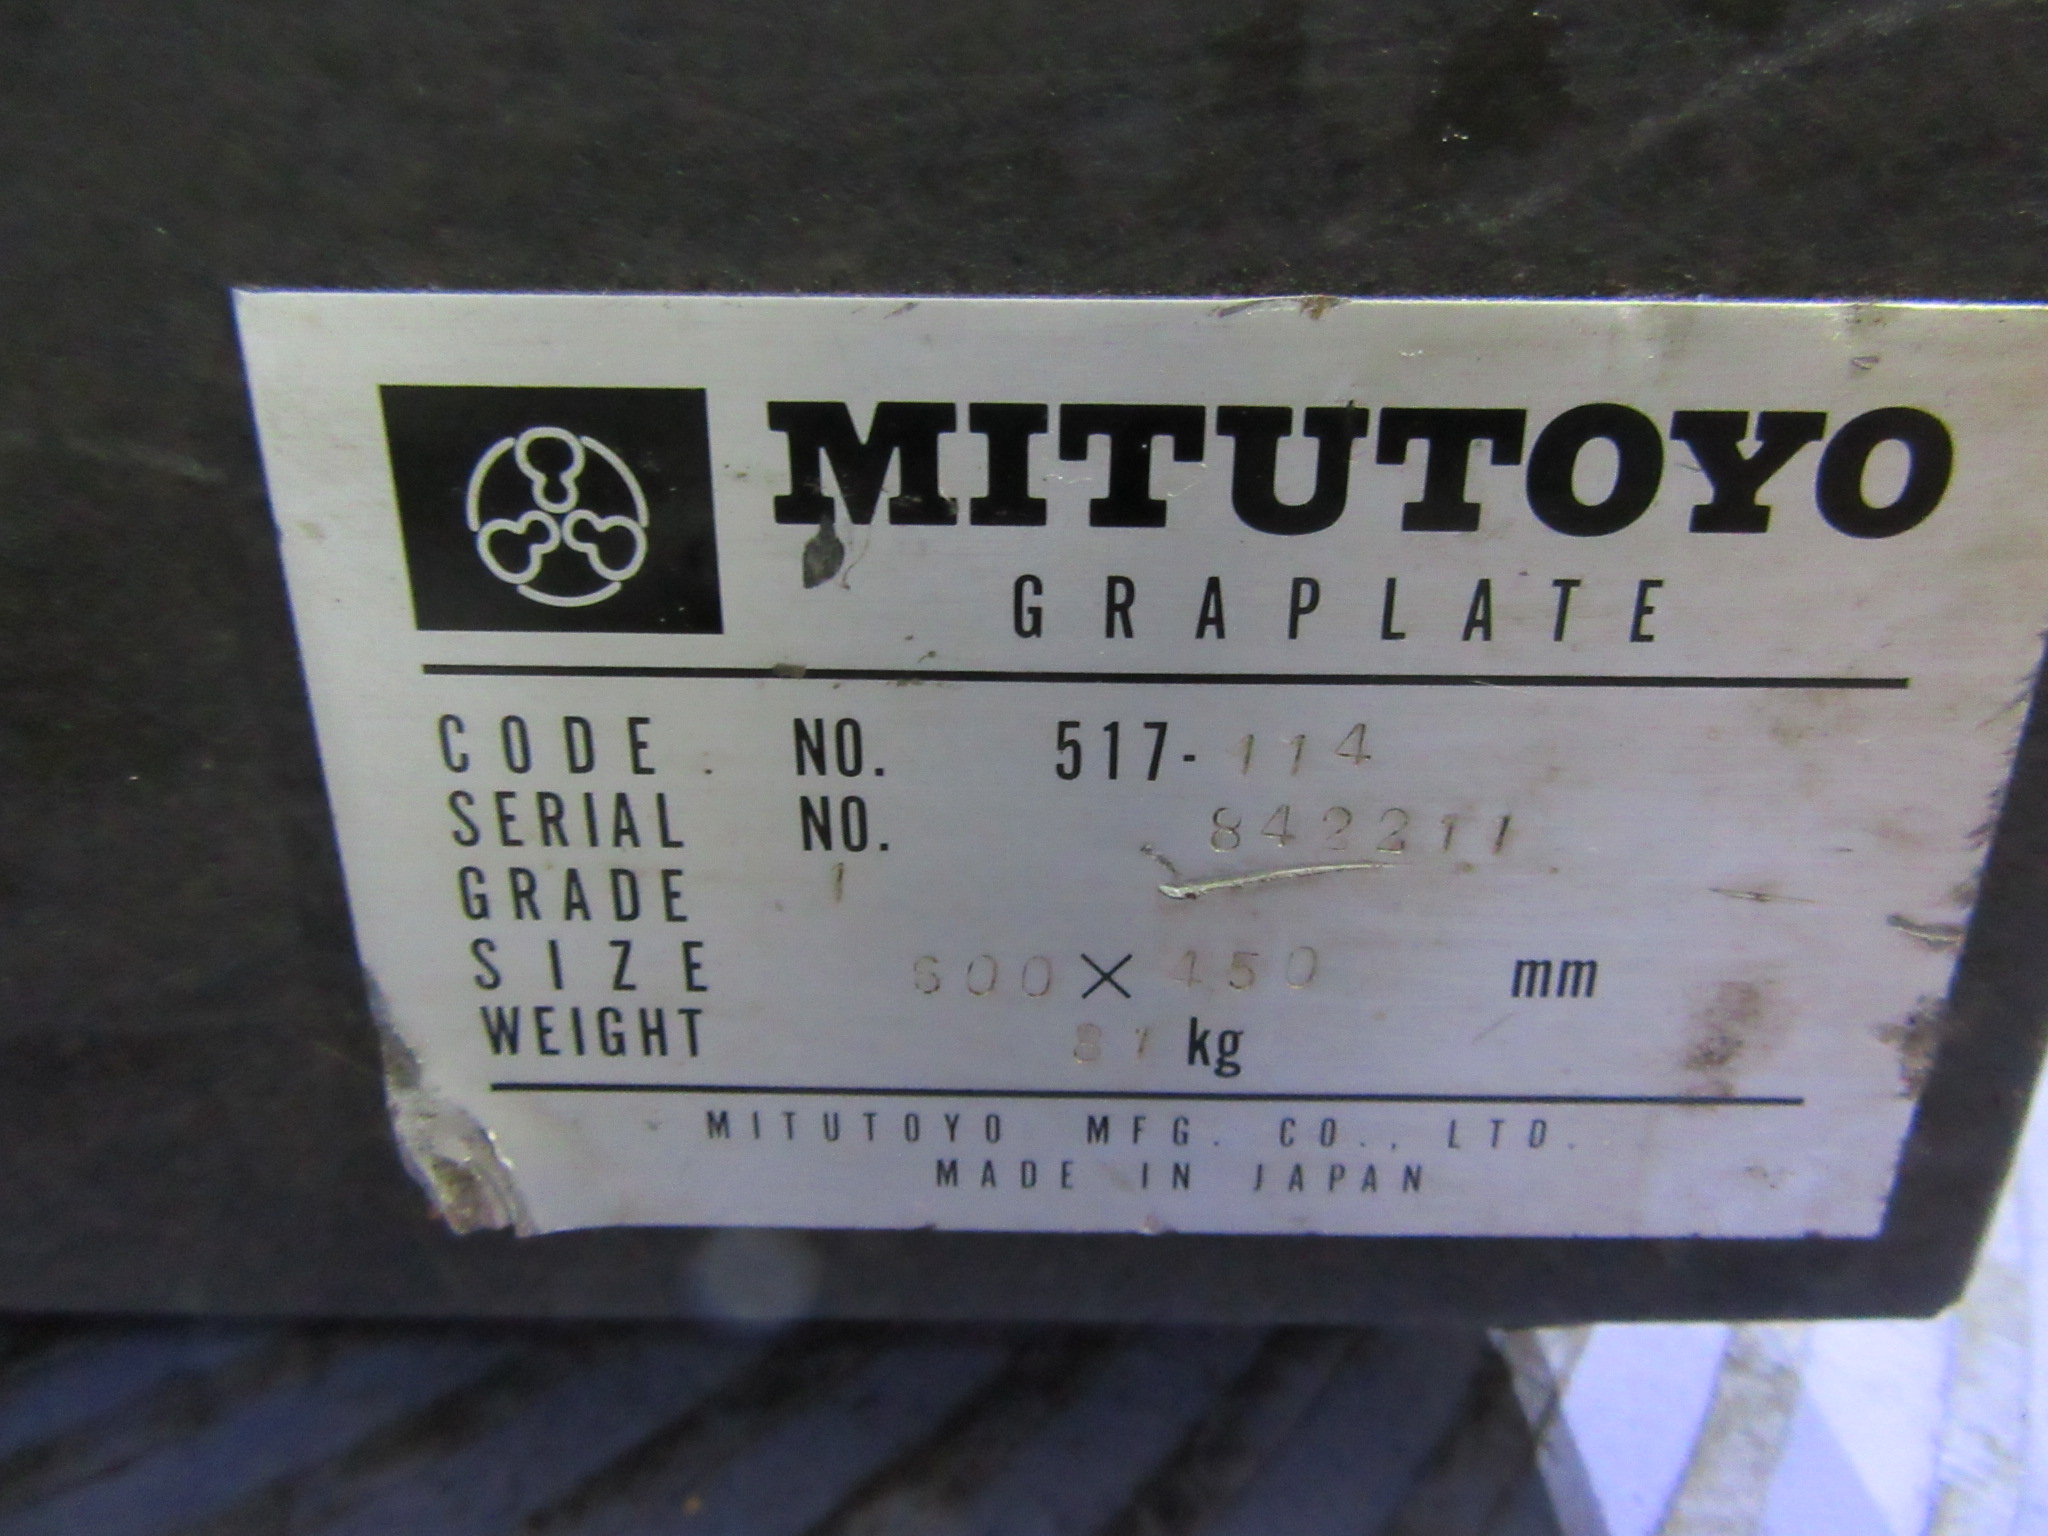 MITUTOYO
GRAPLATE
CODE NO. 517-114
SERIAL NO. 842211
GRADE 1
SIZE 600 × 450 mm
WEIGHT 81 kg
MITUTOYO MFG. CO., LTD.
MADE IN JAPAN